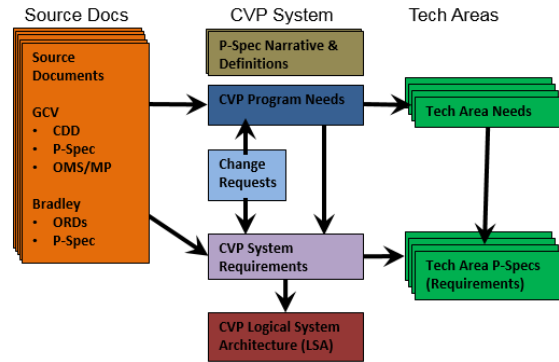 Source Docs
CVP System
Tech Areas
Source
Documents
GCV
• CDD
• P-Spec
• OMS/MP
Bradley
• ORDs
• P-Spec
P-Spec Narrative &
Definitions
CVP Program Needs
Change
Requests
CVP System
Requirements
CVP Logical System
Architecture (LSA)
Tech Area Needs
Tech Area P-Specs
(Requirements)